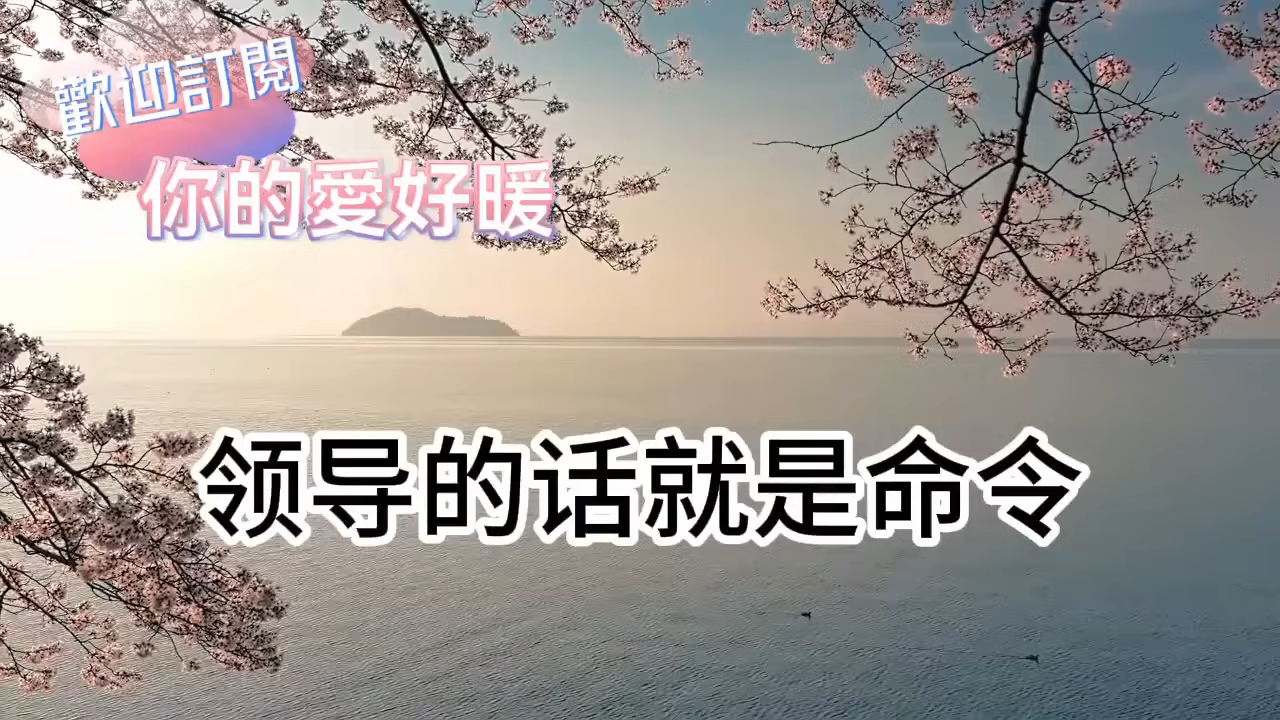 歡迎訂閱
你的愛好暖
领导的话就是命令